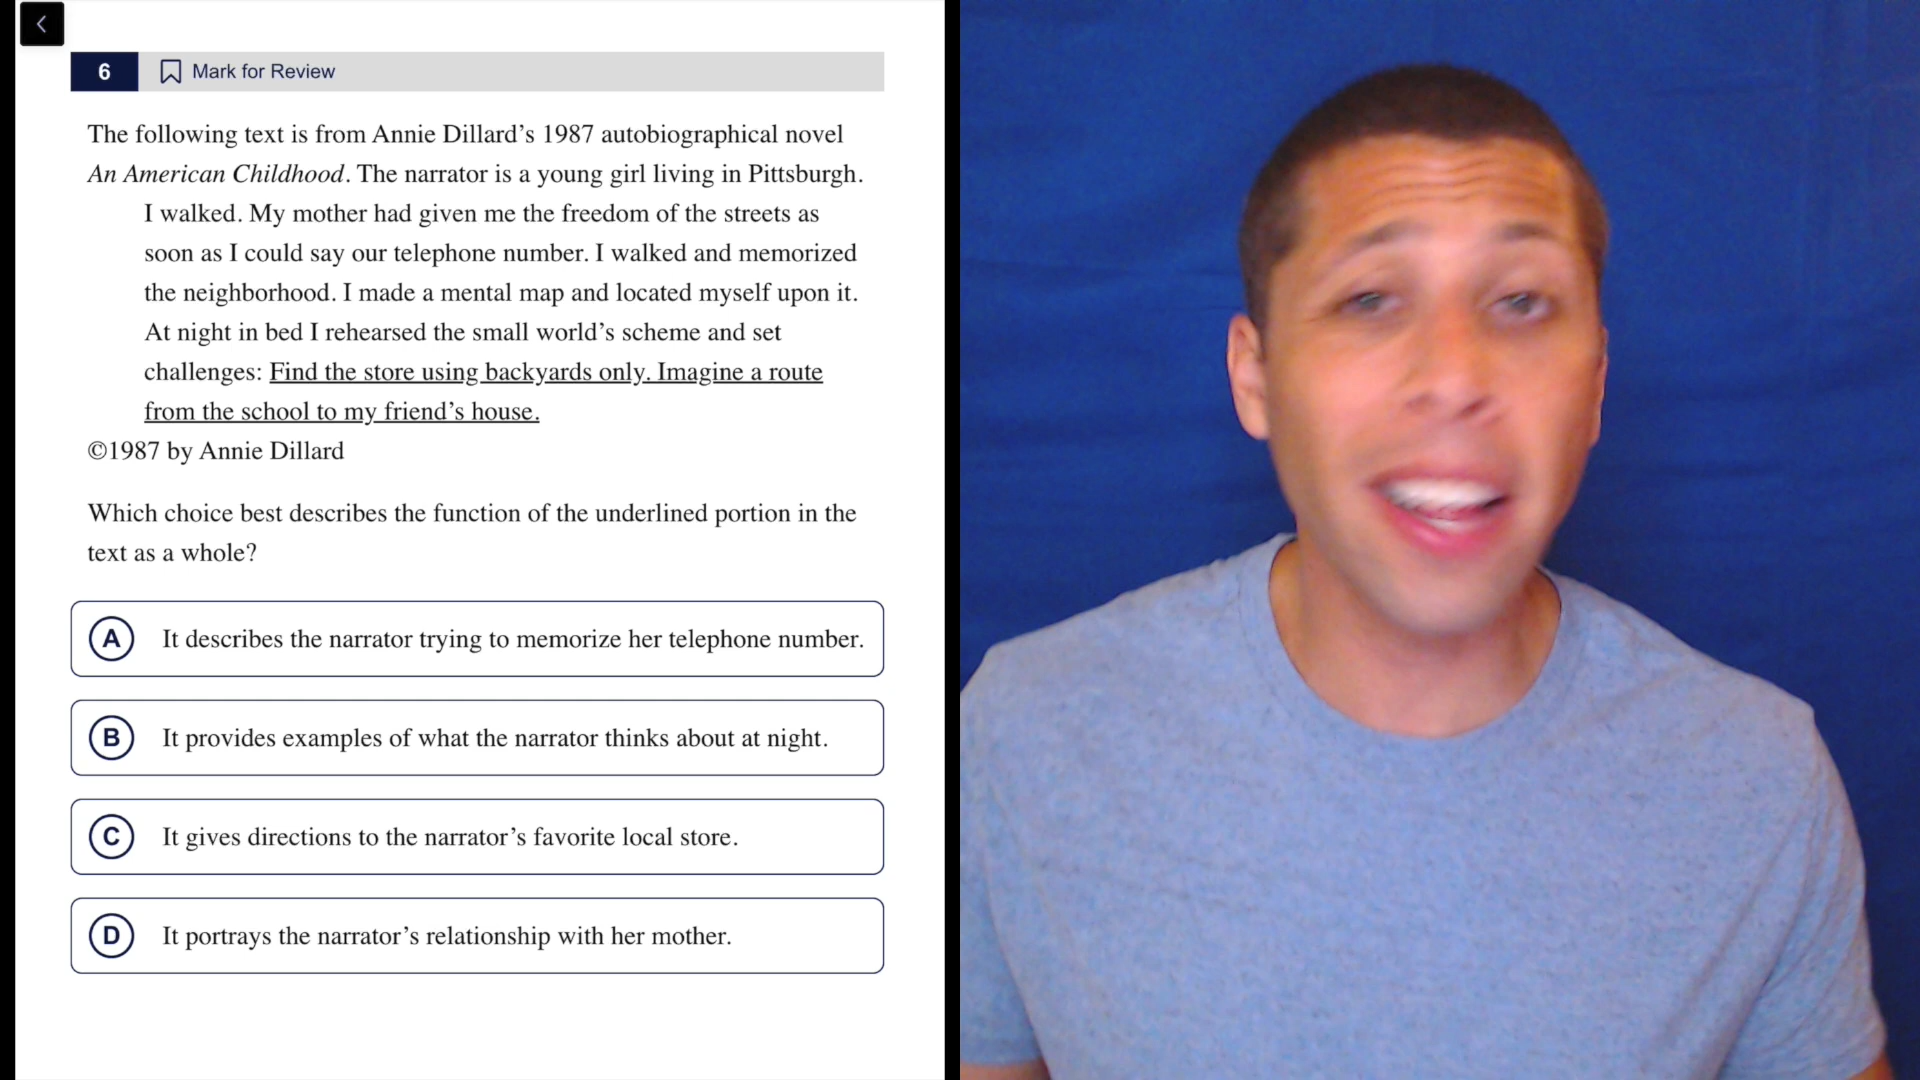 6
Mark for Review
The following text is from Annie Dillard’s 1987 autobiographical novel
An American Childhood. The narrator is a young girl living in Pittsburgh.
I walked. My mother had given me the freedom of the streets as
soon as I could say our telephone number. I walked and memorized
the neighborhood. I made a mental map and located myself upon it.
At night in bed I rehearsed the small world’s scheme and set
challenges: Find the store using backyards only. Imagine a route
from the school to my friend’s house.
©1987 by Annie Dillard
Which choice best describes the function of the underlined portion in the
text as a whole?
A It describes the narrator trying to memorize her telephone number.
B It provides examples of what the narrator thinks about at night.
C It gives directions to the narrator’s favorite local store.
D It portrays the narrator’s relationship with her mother.